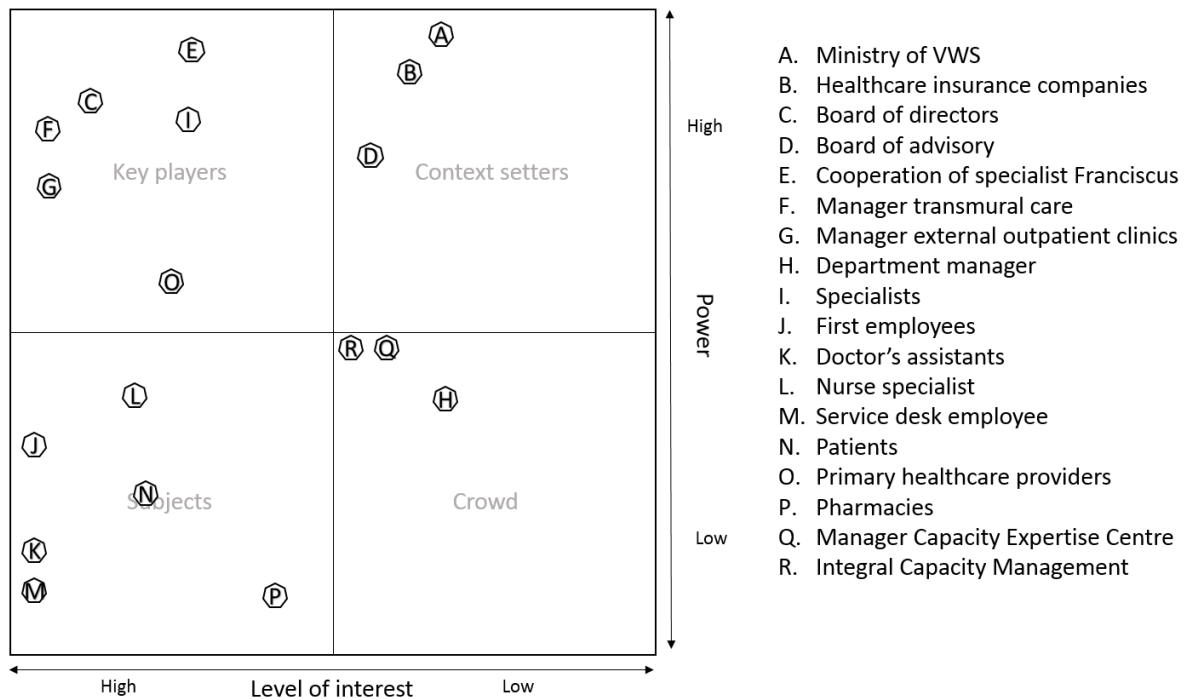 A
E
B
C
I
F
D
Key players
Context setters
G
O
R Q
L
H
J
N
Subjects
Crowd
K
M
P
High
Power
Low
High
Level of interest
Low
A. Ministry of VWS
B. Healthcare insurance companies
C. Board of directors
D. Board of advisory
E. Cooperation of specialist Franciscus
F. Manager transmural care
G. Manager external outpatient clinics
H. Department manager
I. Specialists
J. First employees
K. Doctor’s assistants
L. Nurse specialist
M. Service desk employee
N. Patients
O. Primary healthcare providers
P. Pharmacies
Q. Manager Capacity Expertise Centre
R. Integral Capacity Management